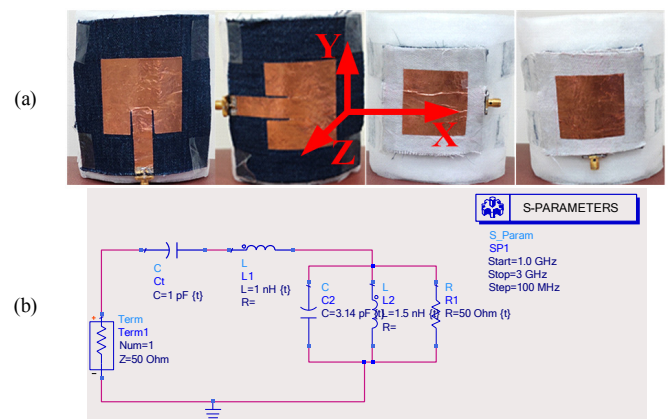 (a)
Y
X
Z
S-PARAMETERS
S_Param
SP1
Start=1.0 GHz
Stop=3 GHz
Step=100 MHz
(b)
C
Ct
C=1 pF {t}
L
L1
L=1 nH {t}
R=
C
C2
C=3.14 pF {t}
L
L2
L=1.5 nH {t}
R=
R
R1
R=50 Ohm {t}
+
Term
Term1
Num=1
Z=50 Ohm
-